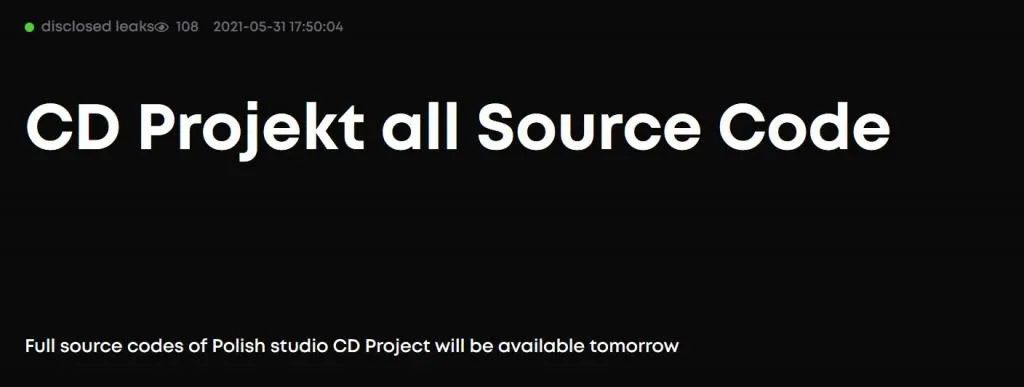 disclosed leaks 108 2021-05-31 17:50:04
CD Projekt all Source Code
Full source codes of Polish studio CD Project will be available tomorrow